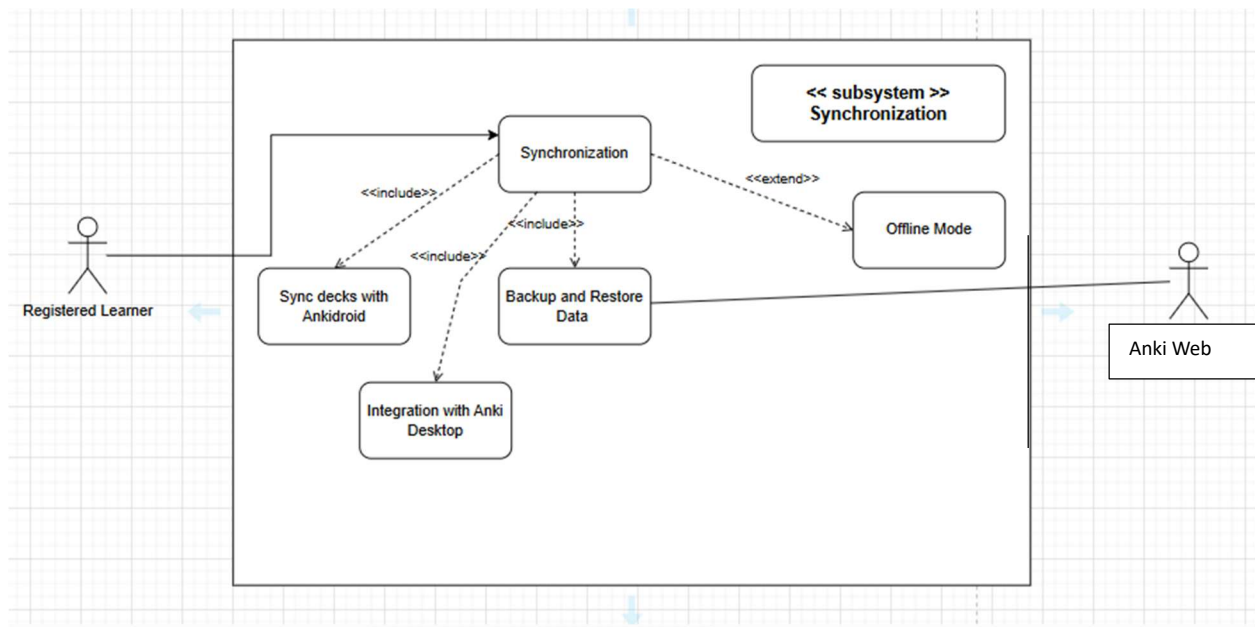 << subsystem >>
Synchronization
Synchronization
<<include>>
<<extend>>
<<include>>
<<include>>
Offline Mode
Registered Learner
Sync decks with
Ankidroid
Backup and Restore
Data
Anki Web
Integration with Anki
Desktop